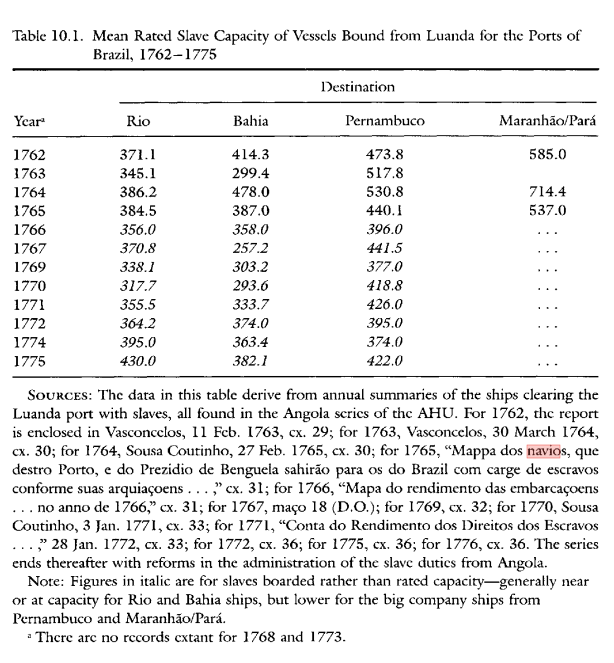 Table 10.1. Mean Rated Slave Capacity of Vessels Bound from Luanda for the Ports of
Brazil, 1762–1775
Destination
Yearᵃ Rio Bahia Pernambuco Maranhão/Pará
1762 371.1 414.3 473.8 585.0
1763 345.1 299.4 517.8
1764 386.2 478.0 530.8 714.4
1765 384.5 387.0 440.1 537.0
1766 356.0 358.0 396.0 . . .
1767 370.8 257.2 441.5 . . .
1769 338.1 303.2 377.0 . . .
1770 317.7 293.6 418.8 . . .
1771 355.5 333.7 426.0 . . .
1772 364.2 374.0 395.0 . . .
1774 395.0 363.4 374.0 . . .
1775 430.0 382.1 422.0 . . .
SOURCES: The data in this table derive from annual summaries of the ships clearing the
Luanda port with slaves, all found in the Angola series of the AHU. For 1762, the report
is enclosed in Vasconcelos, 11 Feb. 1763, cx. 29; for 1763, Vasconcelos, 30 March 1764,
cx. 30; for 1764, Sousa Coutinho, 27 Feb. 1765, cx. 30; for 1765, “Mappa dos navios, que
destro Porto, e do Prezidio de Benguela sahirão para os do Brazil com carge de escravos
conforme suas arquiaçoens . . . ,” cx. 31; for 1766, “Mapa do rendimento das embarcaçoens
. . . no anno de 1766,” cx. 31; for 1767, maço 18 (D.O.); for 1769, cx. 32; for 1770, Sousa
Coutinho, 3 Jan. 1771, cx. 33; for 1771, “Conta do Rendimento dos Direitos dos Escravos
. . . ,” 28 Jan. 1772, cx. 33; for 1772, cx. 36; for 1775, cx. 36; for 1776, cx. 36. The series
ends thereafter with reforms in the administration of the slave duties from Angola.
Note: Figures in italic are for slaves boarded rather than rated capacity—generally near
or at capacity for Rio and Bahia ships, but lower for the big company ships from
Pernambuco and Maranhão/Pará.
ᵃ There are no records extant for 1768 and 1773.